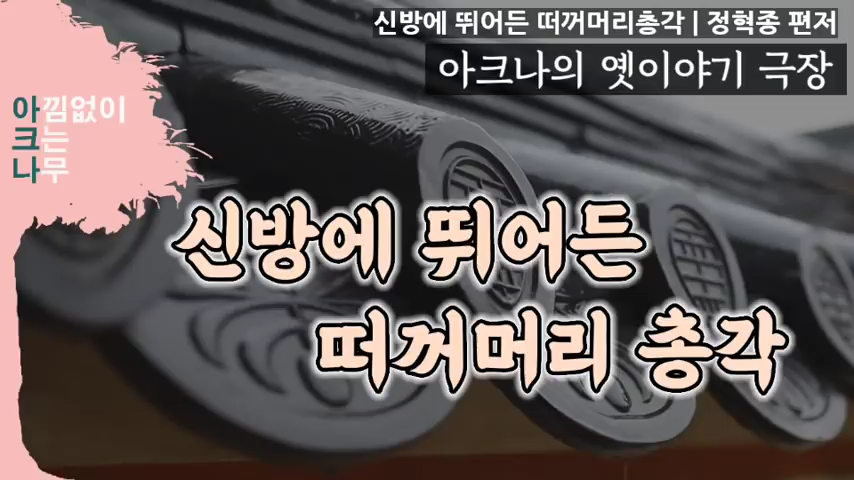 신방에 뛰어든 떠꺼머리총각 | 정혁종 편저
아크나의 옛이야기 극장
아낌없이
크는
나무
신방에 뛰어든
떠꺼머리 총각